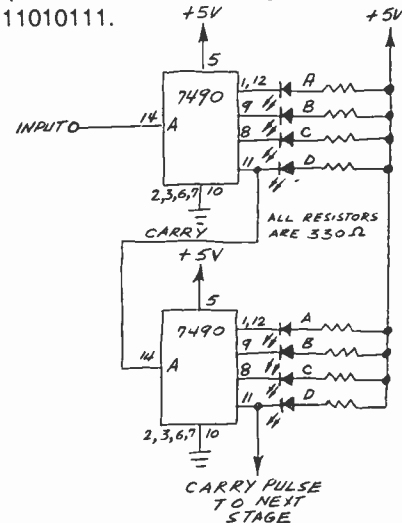 11010111.
+5V
+5V
5
7490
1,12
A
9
B
8
C
11
D
14
A
INPUT
2,3,6,7
10
CARRY
ALL RESISTORS
ARE 330Ω
+5V
5
7490
1,12
A
9
B
8
C
11
D
14
A
2,3,6,7
10
CARRY PULSE
TO NEXT
STAGE